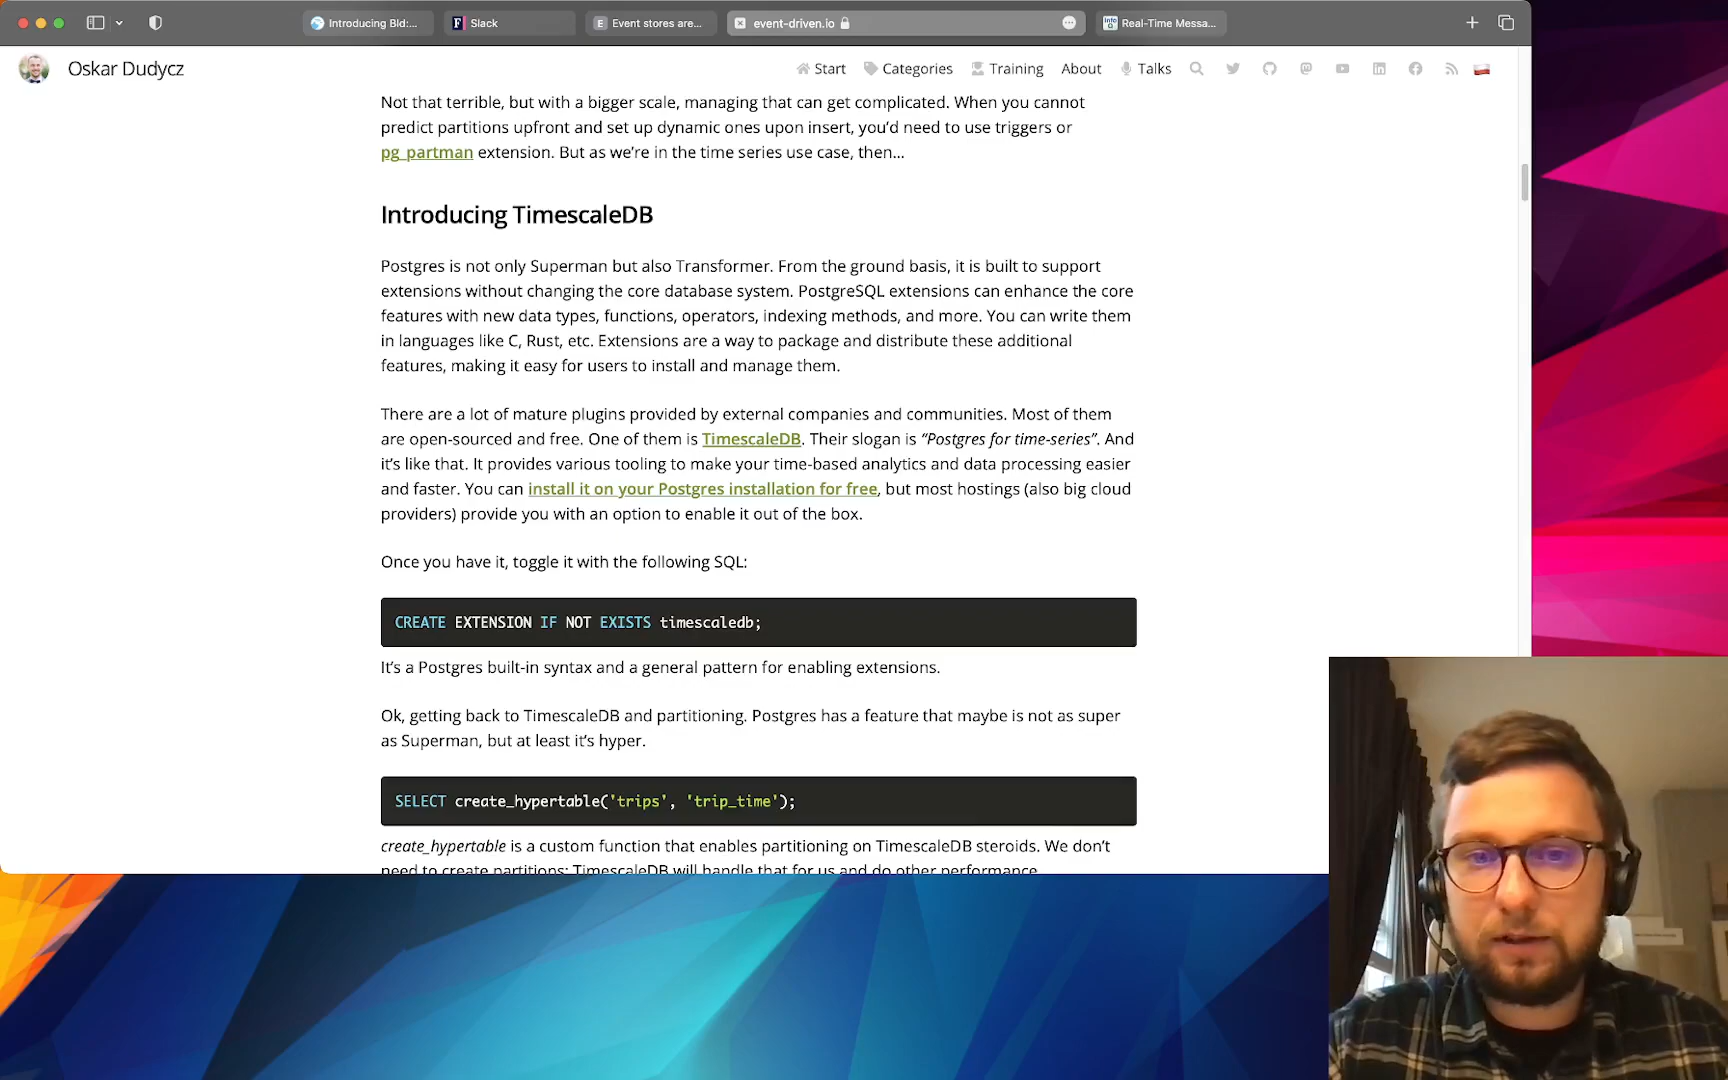 Introducing Bld:...
Slack
E Event stores are...
event-driven.io
Real-Time Messa...
Oskar Dudycz
Start
Categories
Training
About
Talks
Not that terrible, but with a bigger scale, managing that can get complicated. When you cannot
predict partitions upfront and set up dynamic ones upon insert, you’d need to use triggers or
pg_partman extension. But as we’re in the time series use case, then…
Introducing TimescaleDB
Postgres is not only Superman but also Transformer. From the ground basis, it is built to support
extensions without changing the core database system. PostgreSQL extensions can enhance the core
features with new data types, functions, operators, indexing methods, and more. You can write them
in languages like C, Rust, etc. Extensions are a way to package and distribute these additional
features, making it easy for users to install and manage them.
There are a lot of mature plugins provided by external companies and communities. Most of them
are open-sourced and free. One of them is TimescaleDB. Their slogan is “Postgres for time-series”. And
it’s like that. It provides various tooling to make your time-based analytics and data processing easier
and faster. You can install it on your Postgres installation for free, but most hostings (also big cloud
providers) provide you with an option to enable it out of the box.
Once you have it, toggle it with the following SQL:
CREATE EXTENSION IF NOT EXISTS timescaledb;
It’s a Postgres built-in syntax and a general pattern for enabling extensions.
Ok, getting back to TimescaleDB and partitioning. Postgres has a feature that maybe is not as super
as Superman, but at least it’s hyper.
SELECT create_hypertable('trips', 'trip_time');
create_hypertable is a custom function that enables partitioning on TimescaleDB steroids. We don’t
need to create partitions; TimescaleDB will handle that for us and do other performance